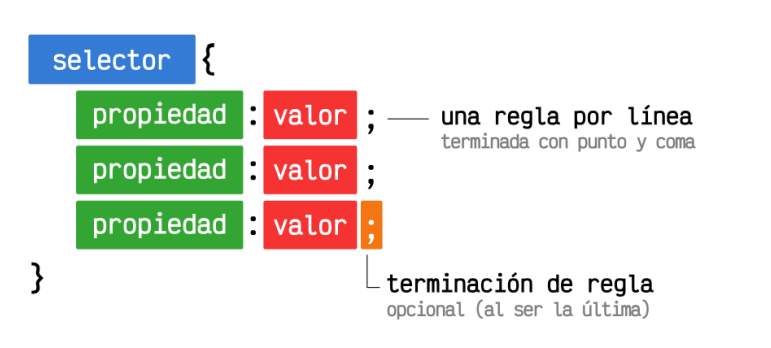 selector {
propiedad : valor ; una regla por línea
terminada con punto y coma
propiedad : valor ;
propiedad : valor ;
}
terminación de regla
opcional (al ser la última)